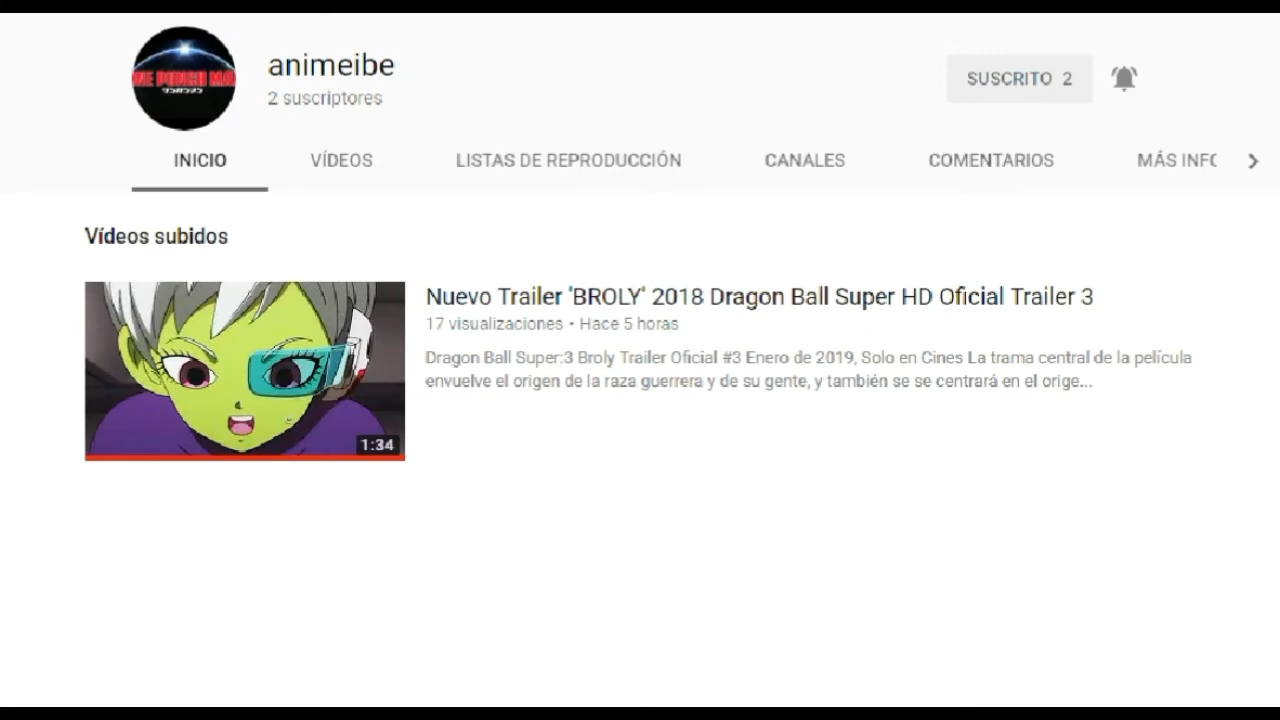 animeibe
2 suscriptores
SUSCRITO 2
INICIO VÍDEOS LISTAS DE REPRODUCCIÓN CANALES COMENTARIOS MÁS INFO
Vídeos subidos
Nuevo Trailer 'BROLY' 2018 Dragon Ball Super HD Oficial Trailer 3
17 visualizaciones • Hace 5 horas
Dragon Ball Super:3 Broly Trailer Oficial #3 Enero de 2019, Solo en Cines La trama central de la película
envuelve el origen de la raza guerrera y de su gente, y también se se centrará en el orige...
1:34